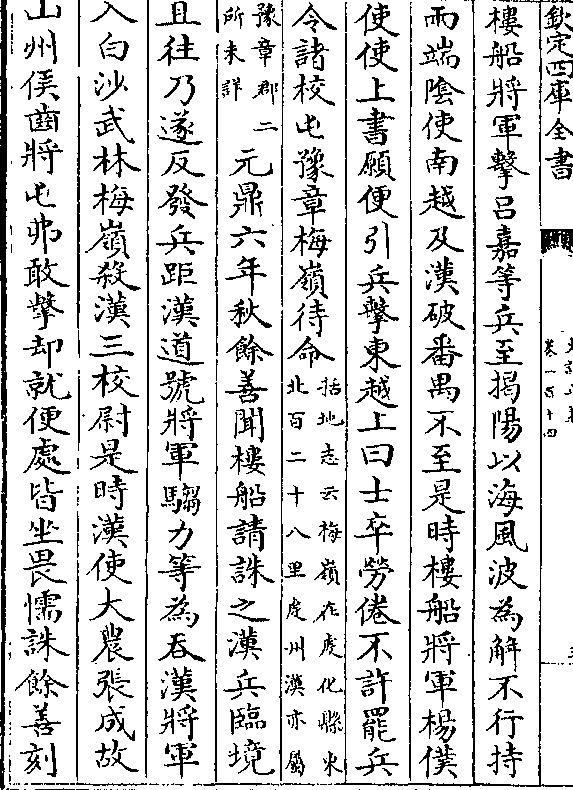 欽定四庫全書
卷一百十四
樓船將軍擊呂嘉等兵至揭陽以海風波為解不行持
兩端陰使南越及漢破番禺不至是時樓船將軍楊僕
使使上書願便引兵擊東越上曰士卒勞倦不許罷兵
令諸校屯豫章梅嶺待命
括地志云梅嶺在䖍化縣東
北百二十八里䖍州漢亦屬
豫章郡二
所未詳
元鼎六年秋餘善聞樓船請誅之漢兵臨境
且往乃遂反發兵距漢道號將軍騶力等為吞漢將軍
入白沙武林梅嶺殺漢三校尉是時漢使大農張成故
山州侯齒將屯弗敢擊却就便處皆坐畏懦誅餘善刻